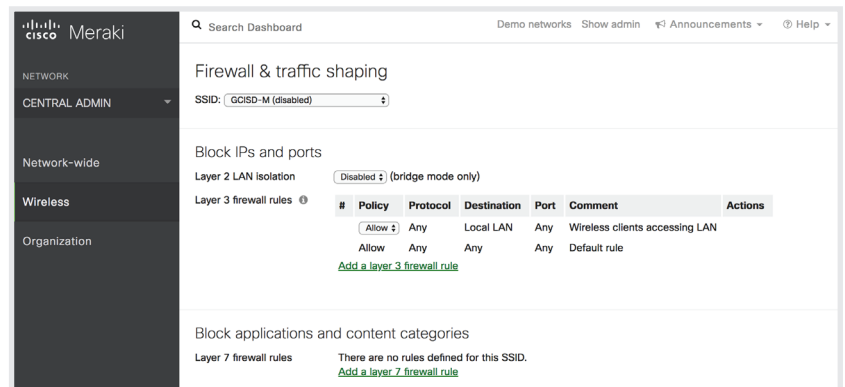 cisco Meraki
Search Dashboard
Demo networks Show admin Announcements Help
NETWORK
CENTRAL ADMIN
Network-wide
Wireless
Organization
Firewall & traffic shaping
SSID: GCISD-M (disabled)
Block IPs and ports
Layer 2 LAN isolation Disabled (bridge mode only)
Layer 3 firewall rules
# Policy Protocol Destination Port Comment Actions
Allow Any Local LAN Any Wireless clients accessing LAN
Allow Any Any Any Default rule
Add a layer 3 firewall rule
Block applications and content categories
Layer 7 firewall rules There are no rules defined for this SSID.
Add a layer 7 firewall rule